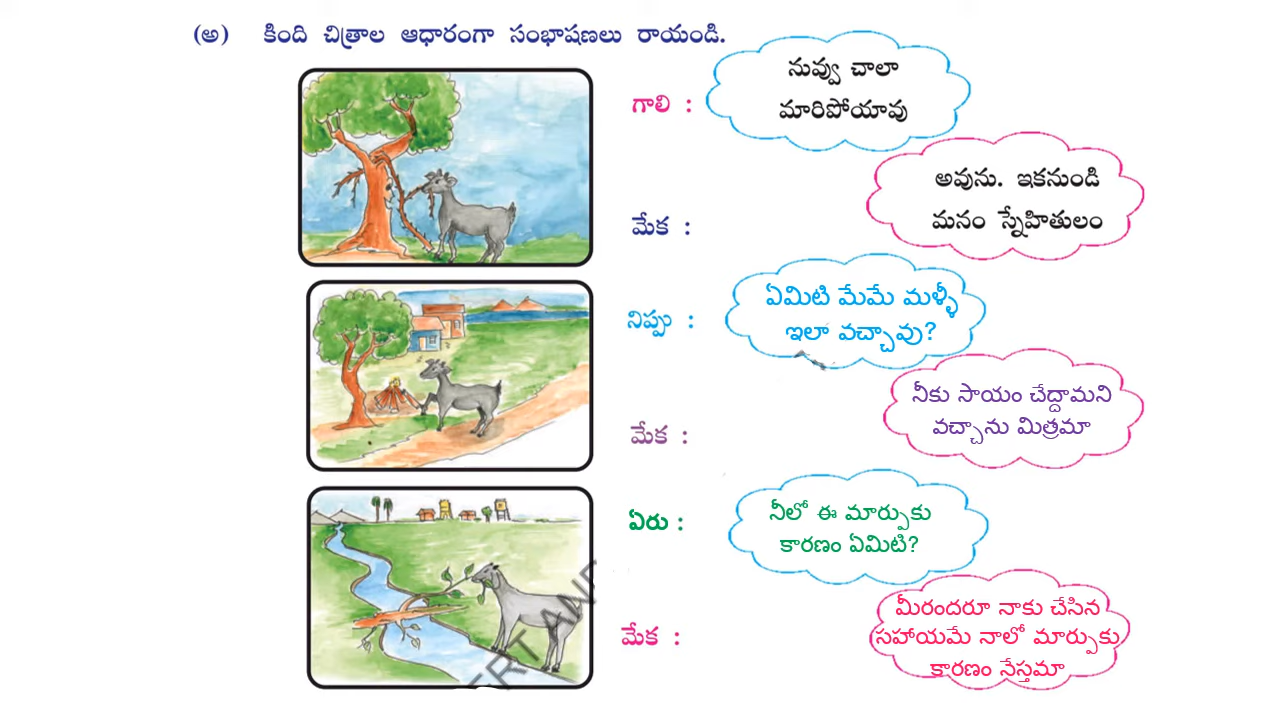 (అ) కింది చిత్రాల ఆధారంగా సంభాషణలు రాయండి.
గాలి :
నువ్వు చాలా
మారిపోయావు
మేక :
అవును. ఇకనుండి
మనం స్నేహితులం
నిప్పు :
ఏమిటి మేమే మళ్ళీ
ఇలా వచ్చావు?
మేక :
నీకు సాయం చేద్దామని
వచ్చాను మిత్రమా
ఏరు :
నీలో ఈ మార్పుకు
కారణం ఏమిటి?
మేక :
మీరందరూ నాకు చేసిన
సహాయమే నాలో మార్పుకు
కారణం నేస్తమా